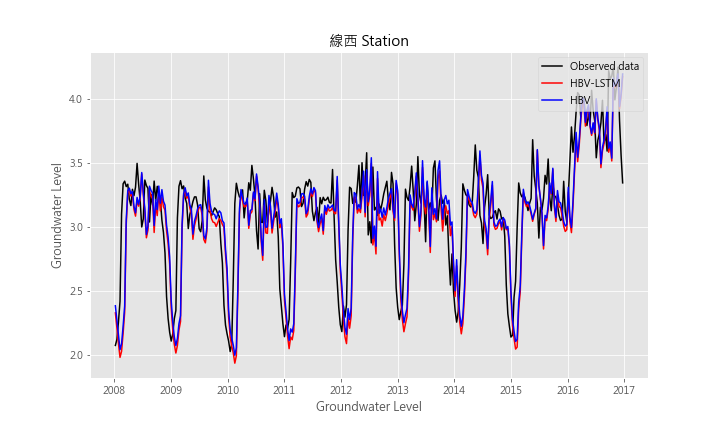 線西 Station
Observed data
HBV-LSTM
HBV
Groundwater Level
4.0
3.5
3.0
2.5
2.0
2008 2009 2010 2011 2012 2013 2014 2015 2016 2017
Groundwater Level